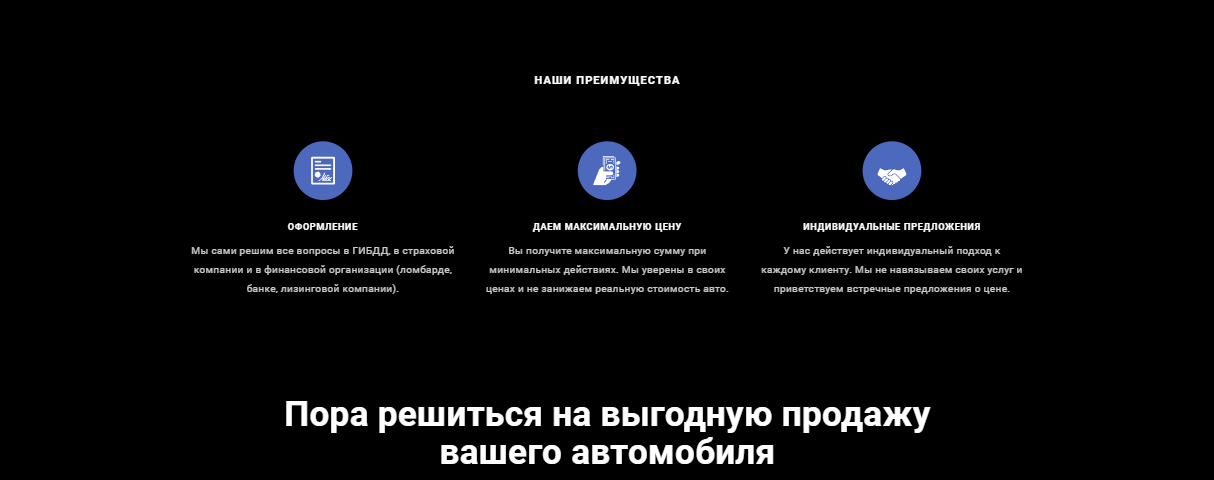 НАШИ ПРЕИМУЩЕСТВА
ОФОРМЛЕНИЕ
Мы сами решим все вопросы в ГИБДД, в страховой
компании и в финансовой организации (ломбарде,
банке, лизинговой компании).
ДАЕМ МАКСИМАЛЬНУЮ ЦЕНУ
Вы получите максимальную сумму при
минимальных действиях. Мы уверены в своих
ценах и не занижаем реальную стоимость авто.
ИНДИВИДУАЛЬНЫЕ ПРЕДЛОЖЕНИЯ
У нас действует индивидуальный подход к
каждому клиенту. Мы не навязываем своих услуг и
приветствуем встречные предложения о цене.
Пора решиться на выгодную продажу
вашего автомобиля